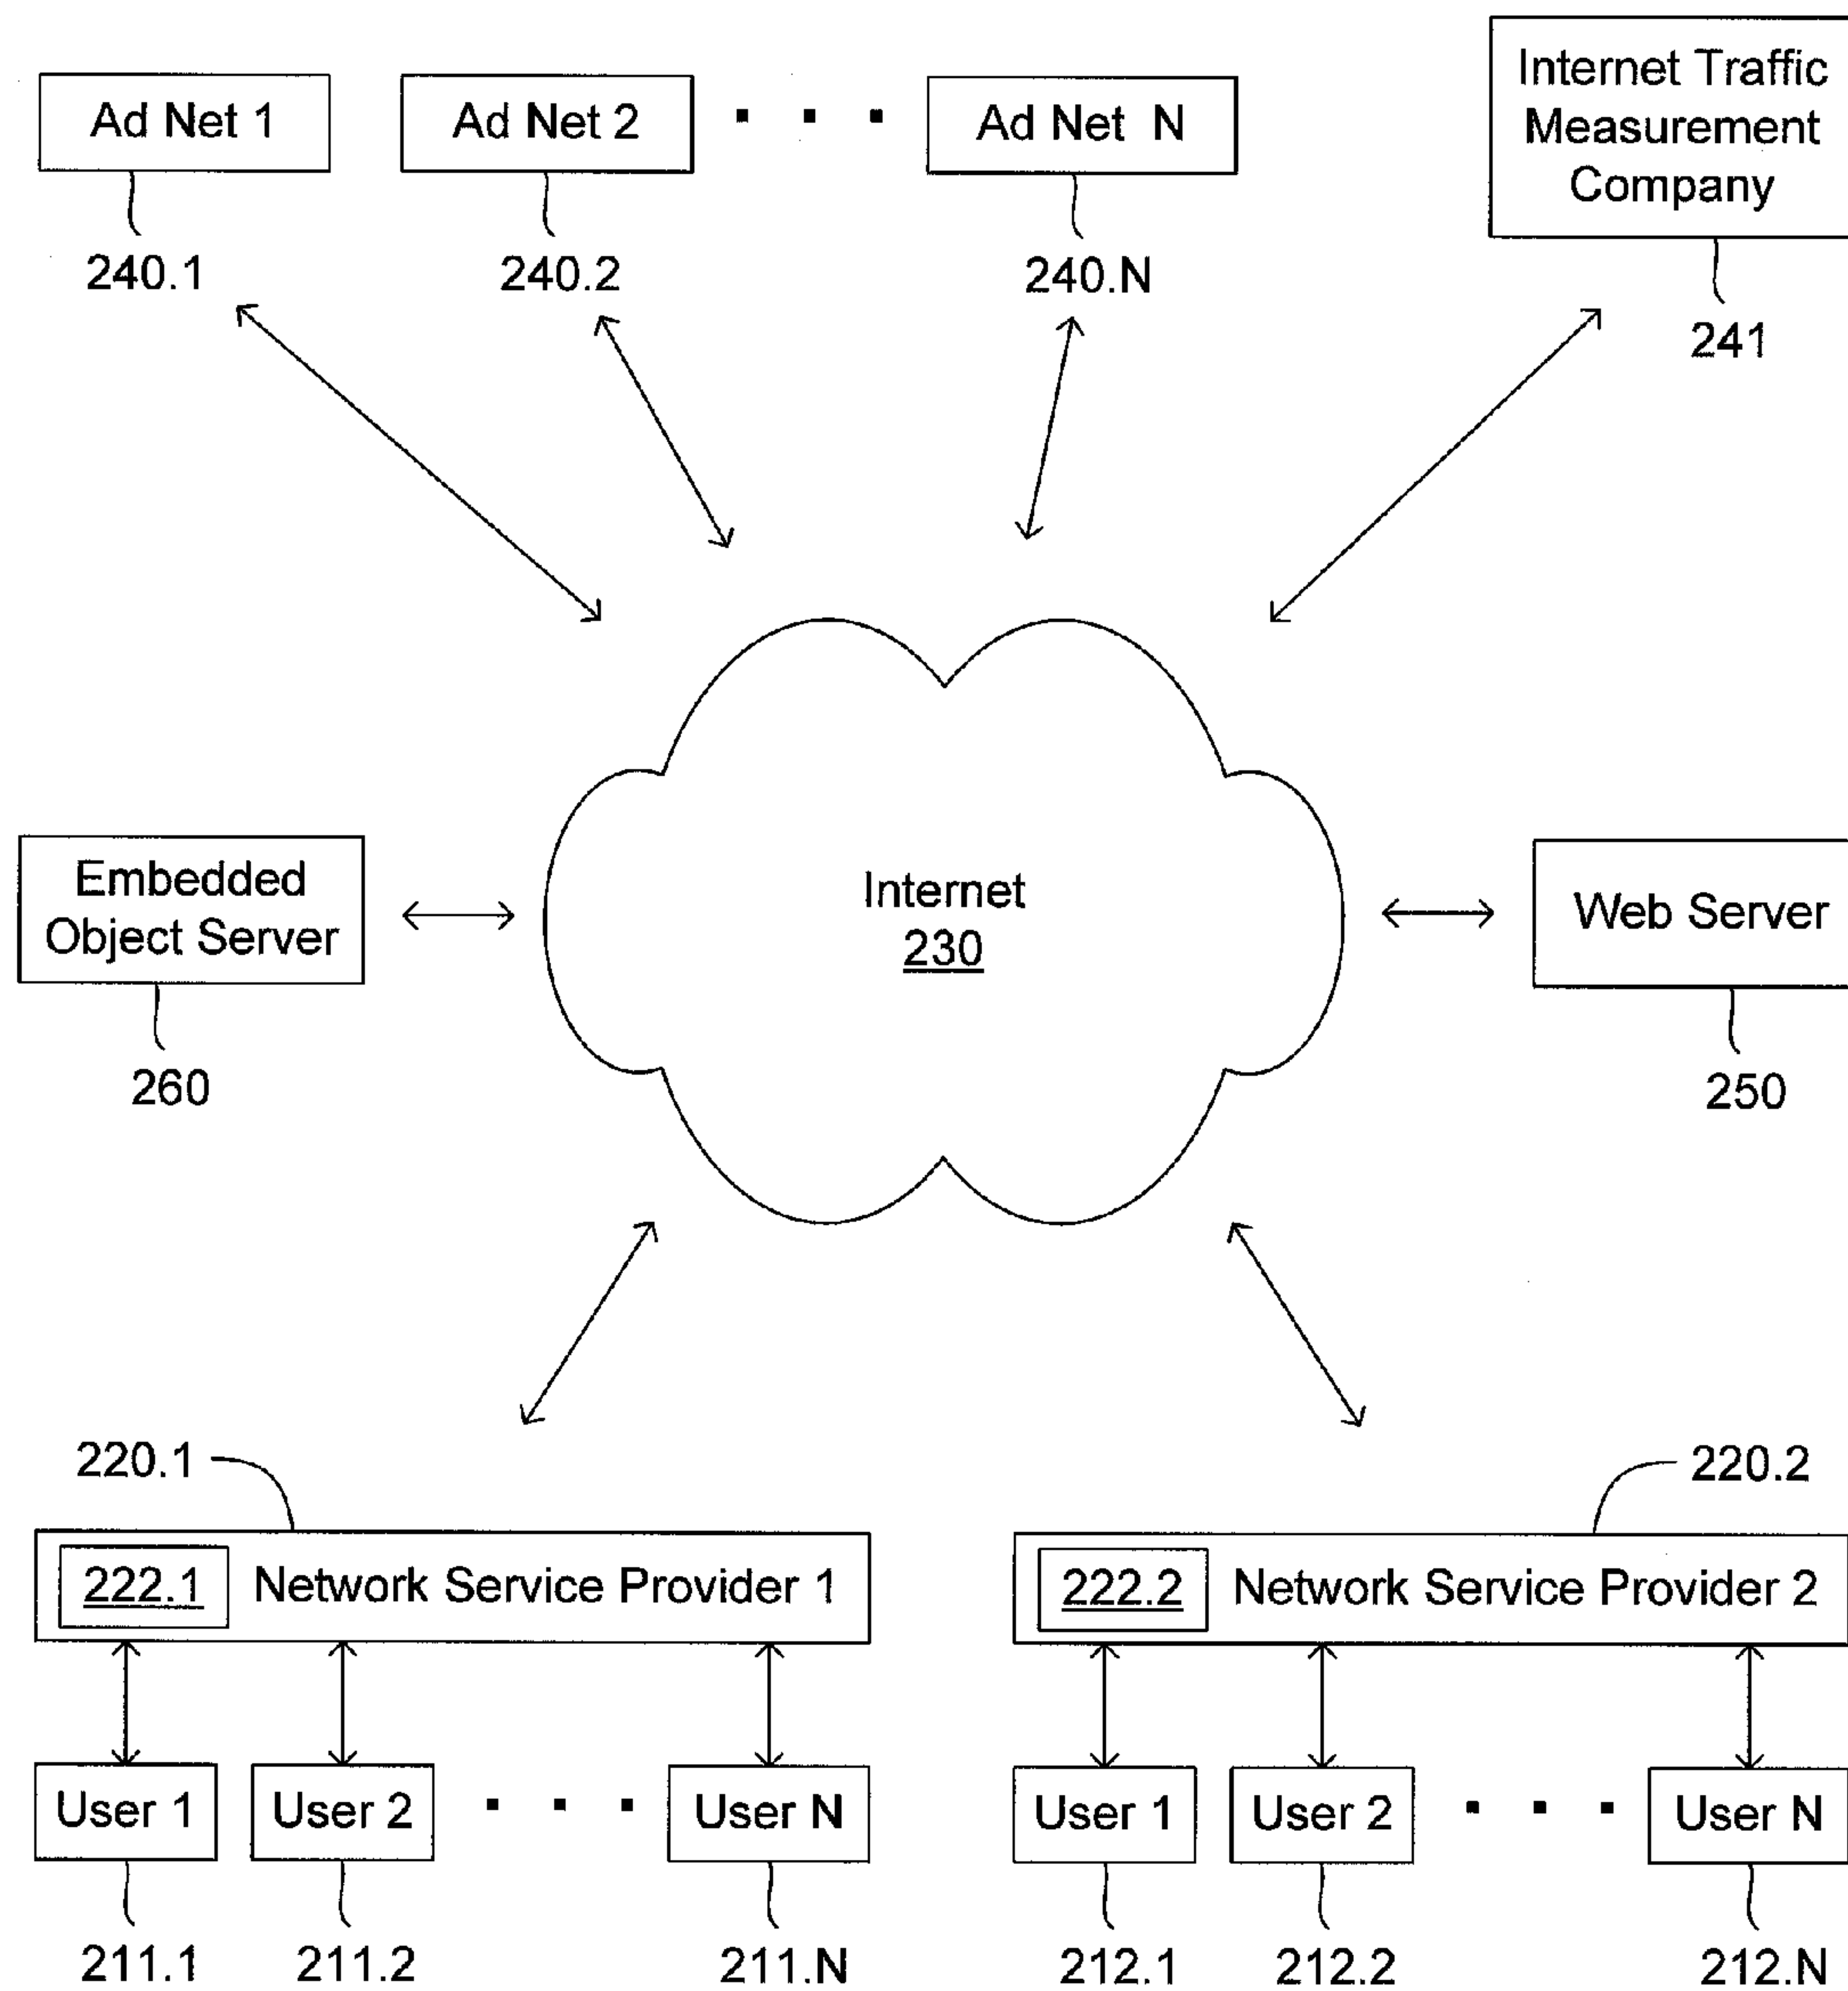 Ad Net 1
Ad Net 2
Ad Net N
Internet Traffic
Measurement
Company
240.1
240.2
240.N
241
Embedded
Object Server
260
Internet
230
Web Server
250
220.1
220.2
222.1 Network Service Provider 1
222.2 Network Service Provider 2
User 1
User 2
User N
User 1
User 2
User N
211.1
211.2
211.N
212.1
212.2
212.N